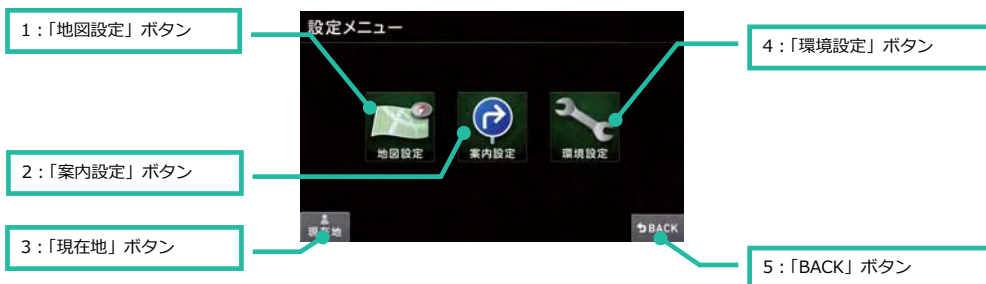 1：「地図設定」ボタン
設定メニュー
4：「環境設定」ボタン
地図設定
案内設定
環境設定
2：「案内設定」ボタン
現在地
BACK
3：「現在地」ボタン
5：「BACK」ボタン